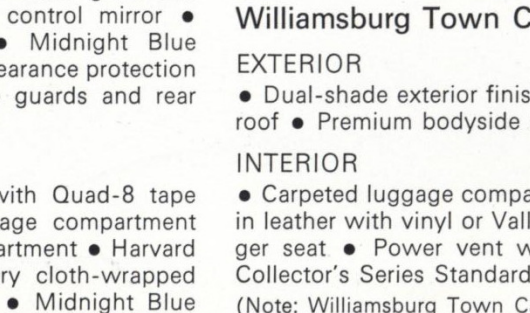 control mirror ●
● Midnight Blue
earance protection
guards and rear
with Quad-8 tape
age compartment
artment ● Harvard
ry cloth-wrapped
● Midnight Blue
Williamsburg Town C
EXTERIOR
● Dual-shade exterior finis
roof ● Premium bodyside
INTERIOR
● Carpeted luggage compa
in leather with vinyl or Vall
ger seat ● Power vent w
Collector's Series Standard
(Note: Williamsburg Town C